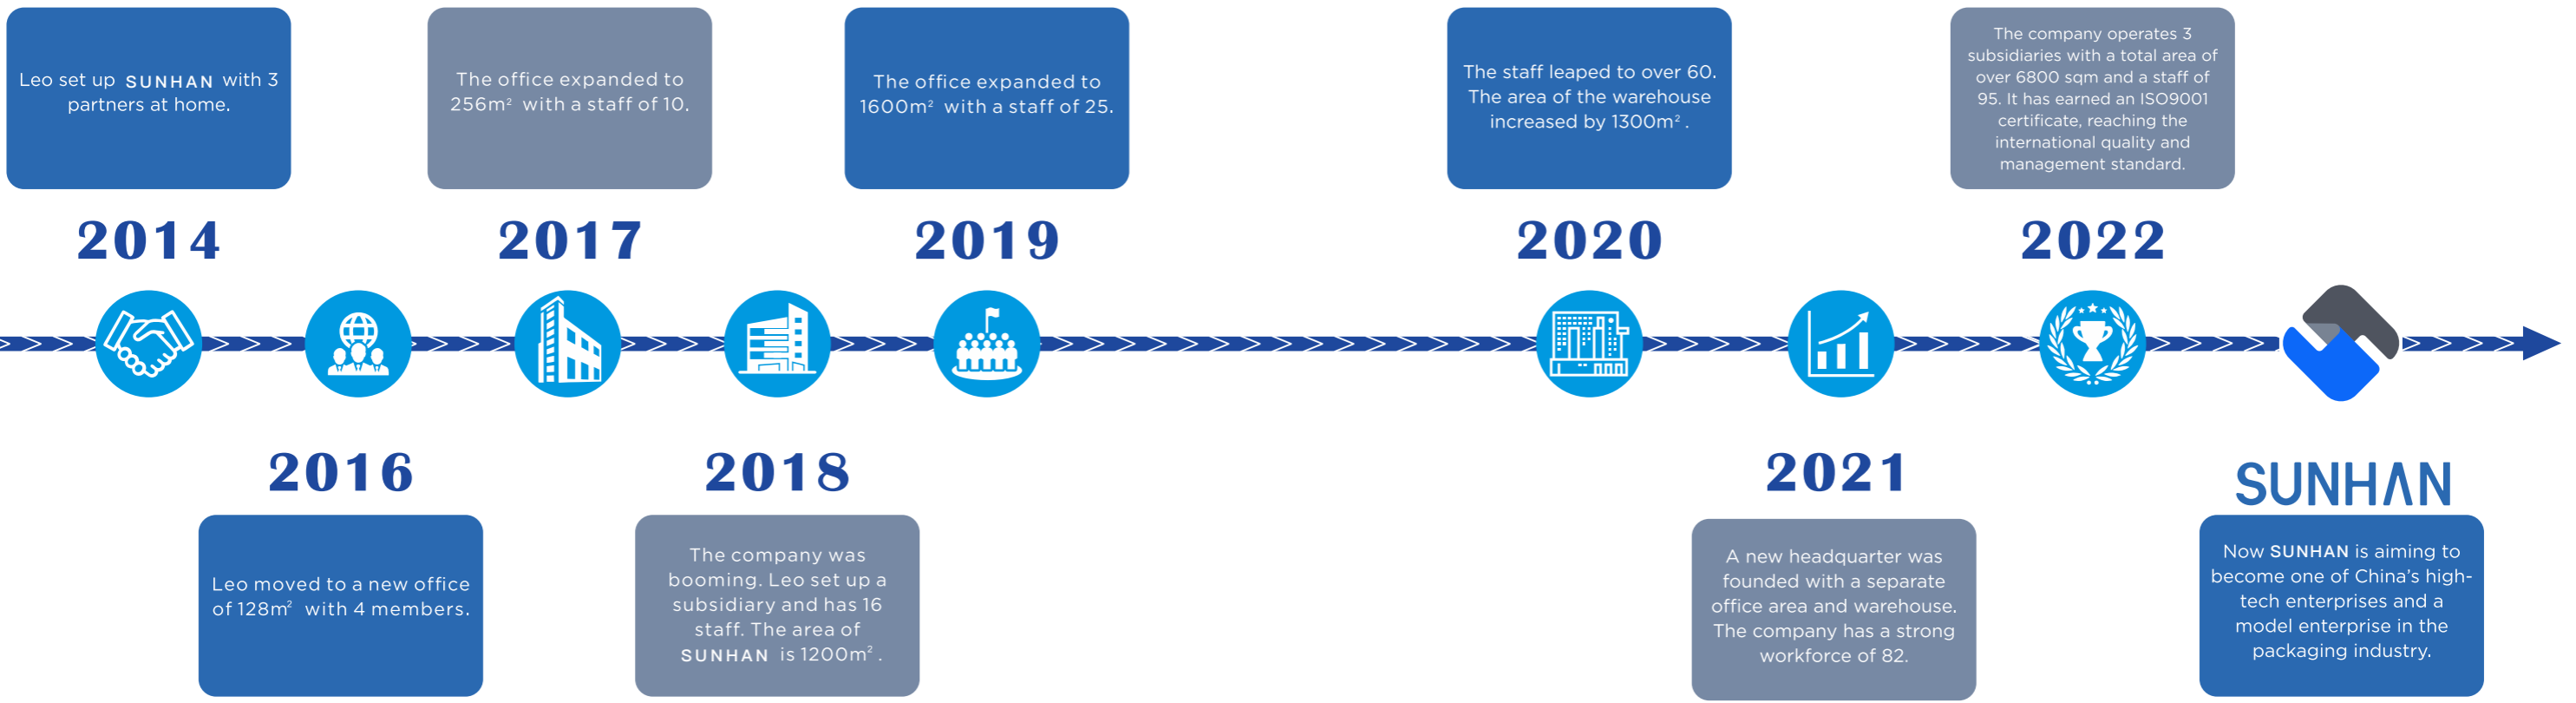 Leo set up SUNHAN with 3
partners at home.
2014
2016
Leo moved to a new office
of 128m² with 4 members.
The office expanded to
256m² with a staff of 10.
2017
2018
The company was
booming. Leo set up a
subsidiary and has 16
staff. The area of
SUNHAN is 1200m².
The office expanded to
1600m² with a staff of 25.
2019
The staff leaped to over 60.
The area of the warehouse
increased by 1300m².
2020
2021
A new headquarter was
founded with a separate
office area and warehouse.
The company has a strong
workforce of 82.
The company operates 3
subsidiaries with a total area of
over 6800 sqm and a staff of
95. It has earned an ISO9001
certificate, reaching the
international quality and
management standard.
2022
SUNHAN
Now SUNHAN is aiming to
become one of China's high-
tech enterprises and a
model enterprise in the
packaging industry.